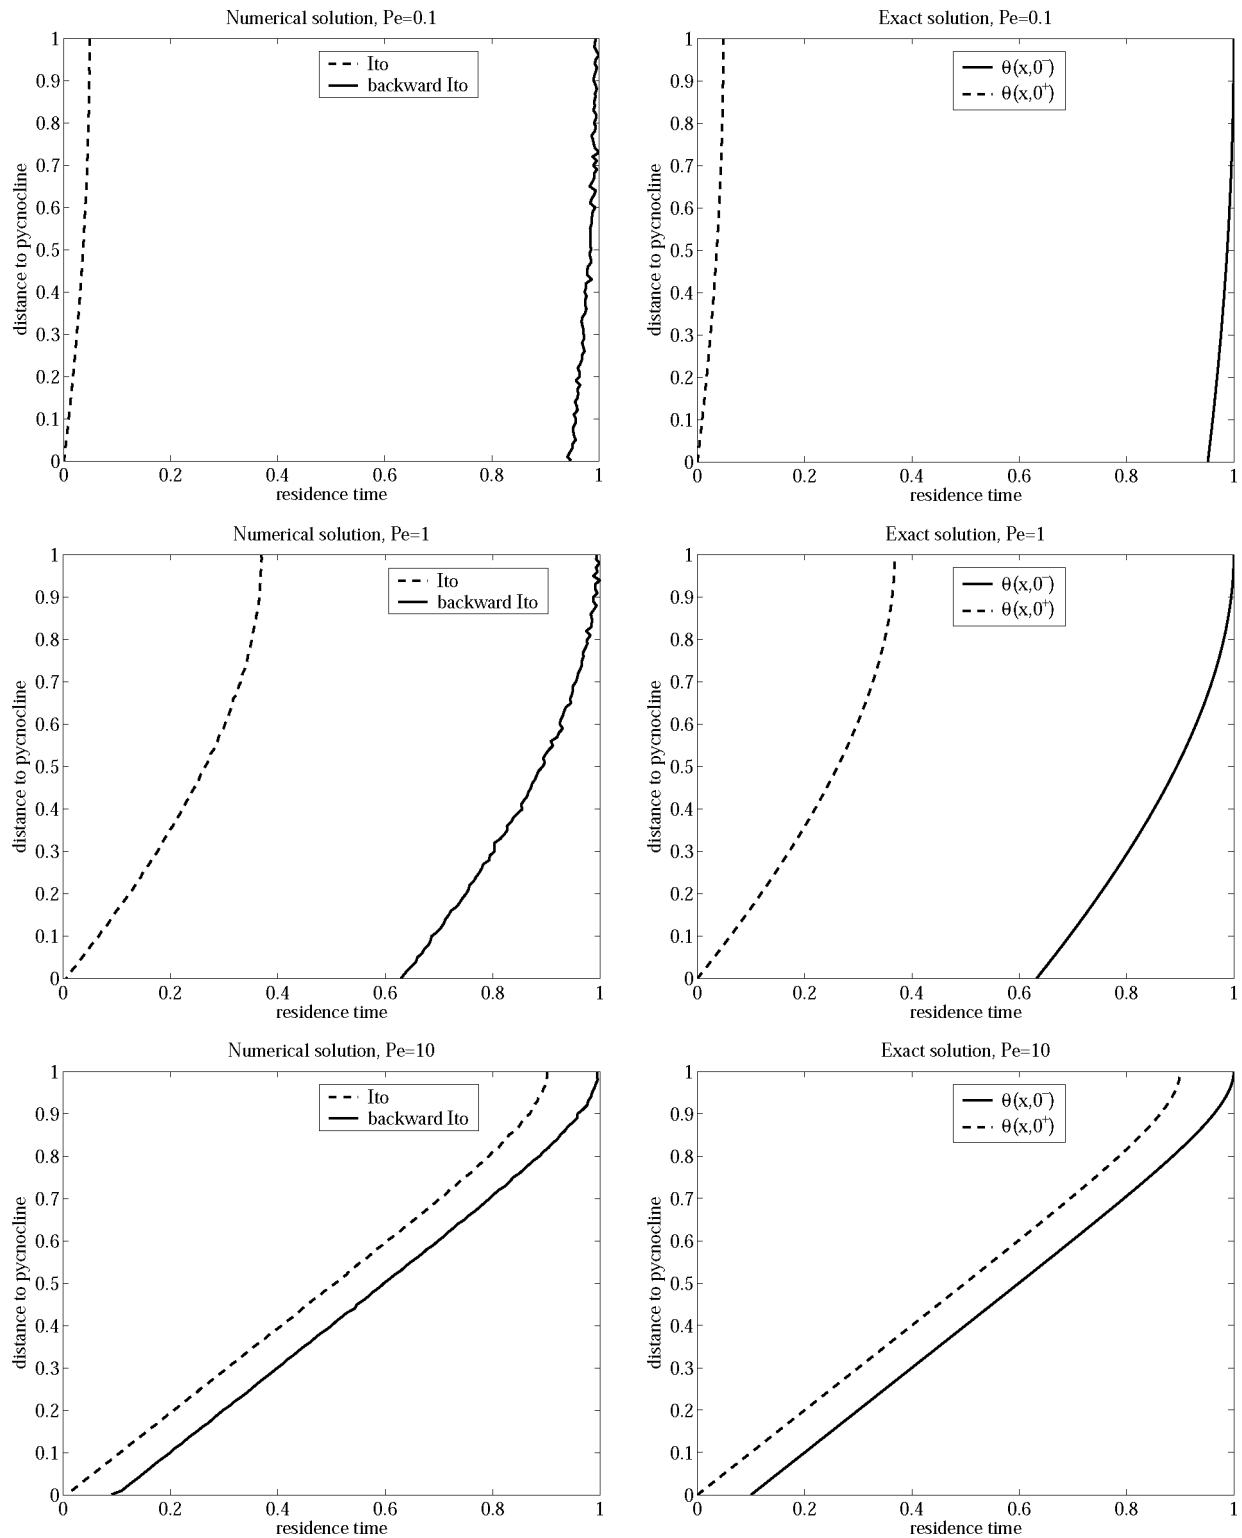 Numerical solution, Pe=0.1
Ito
backward Ito
distance to pycnocline
1
0.9
0.8
0.7
0.6
0.5
0.4
0.3
0.2
0.1
0
0 0.2 0.4 0.6 0.8 1
residence time
Exact solution, Pe=0.1
θ(x,0⁻)
θ(x,0⁺)
distance to pycnocline
1
0.9
0.8
0.7
0.6
0.5
0.4
0.3
0.2
0.1
0
0 0.2 0.4 0.6 0.8 1
residence time
Numerical solution, Pe=1
Ito
backward Ito
distance to pycnocline
1
0.9
0.8
0.7
0.6
0.5
0.4
0.3
0.2
0.1
0
0 0.2 0.4 0.6 0.8 1
residence time
Exact solution, Pe=1
θ(x,0⁻)
θ(x,0⁺)
distance to pycnocline
1
0.9
0.8
0.7
0.6
0.5
0.4
0.3
0.2
0.1
0
0 0.2 0.4 0.6 0.8 1
residence time
Numerical solution, Pe=10
Ito
backward Ito
distance to pycnocline
1
0.9
0.8
0.7
0.6
0.5
0.4
0.3
0.2
0.1
0
0 0.2 0.4 0.6 0.8 1
residence time
Exact solution, Pe=10
θ(x,0⁻)
θ(x,0⁺)
distance to pycnocline
1
0.9
0.8
0.7
0.6
0.5
0.4
0.3
0.2
0.1
0
0 0.2 0.4 0.6 0.8 1
residence time